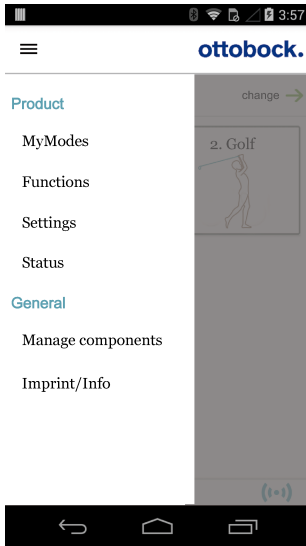 3:57
ottobock.
Product
change
MyModes
2. Golf
Functions
Settings
Status
General
Manage components
Imprint/Info